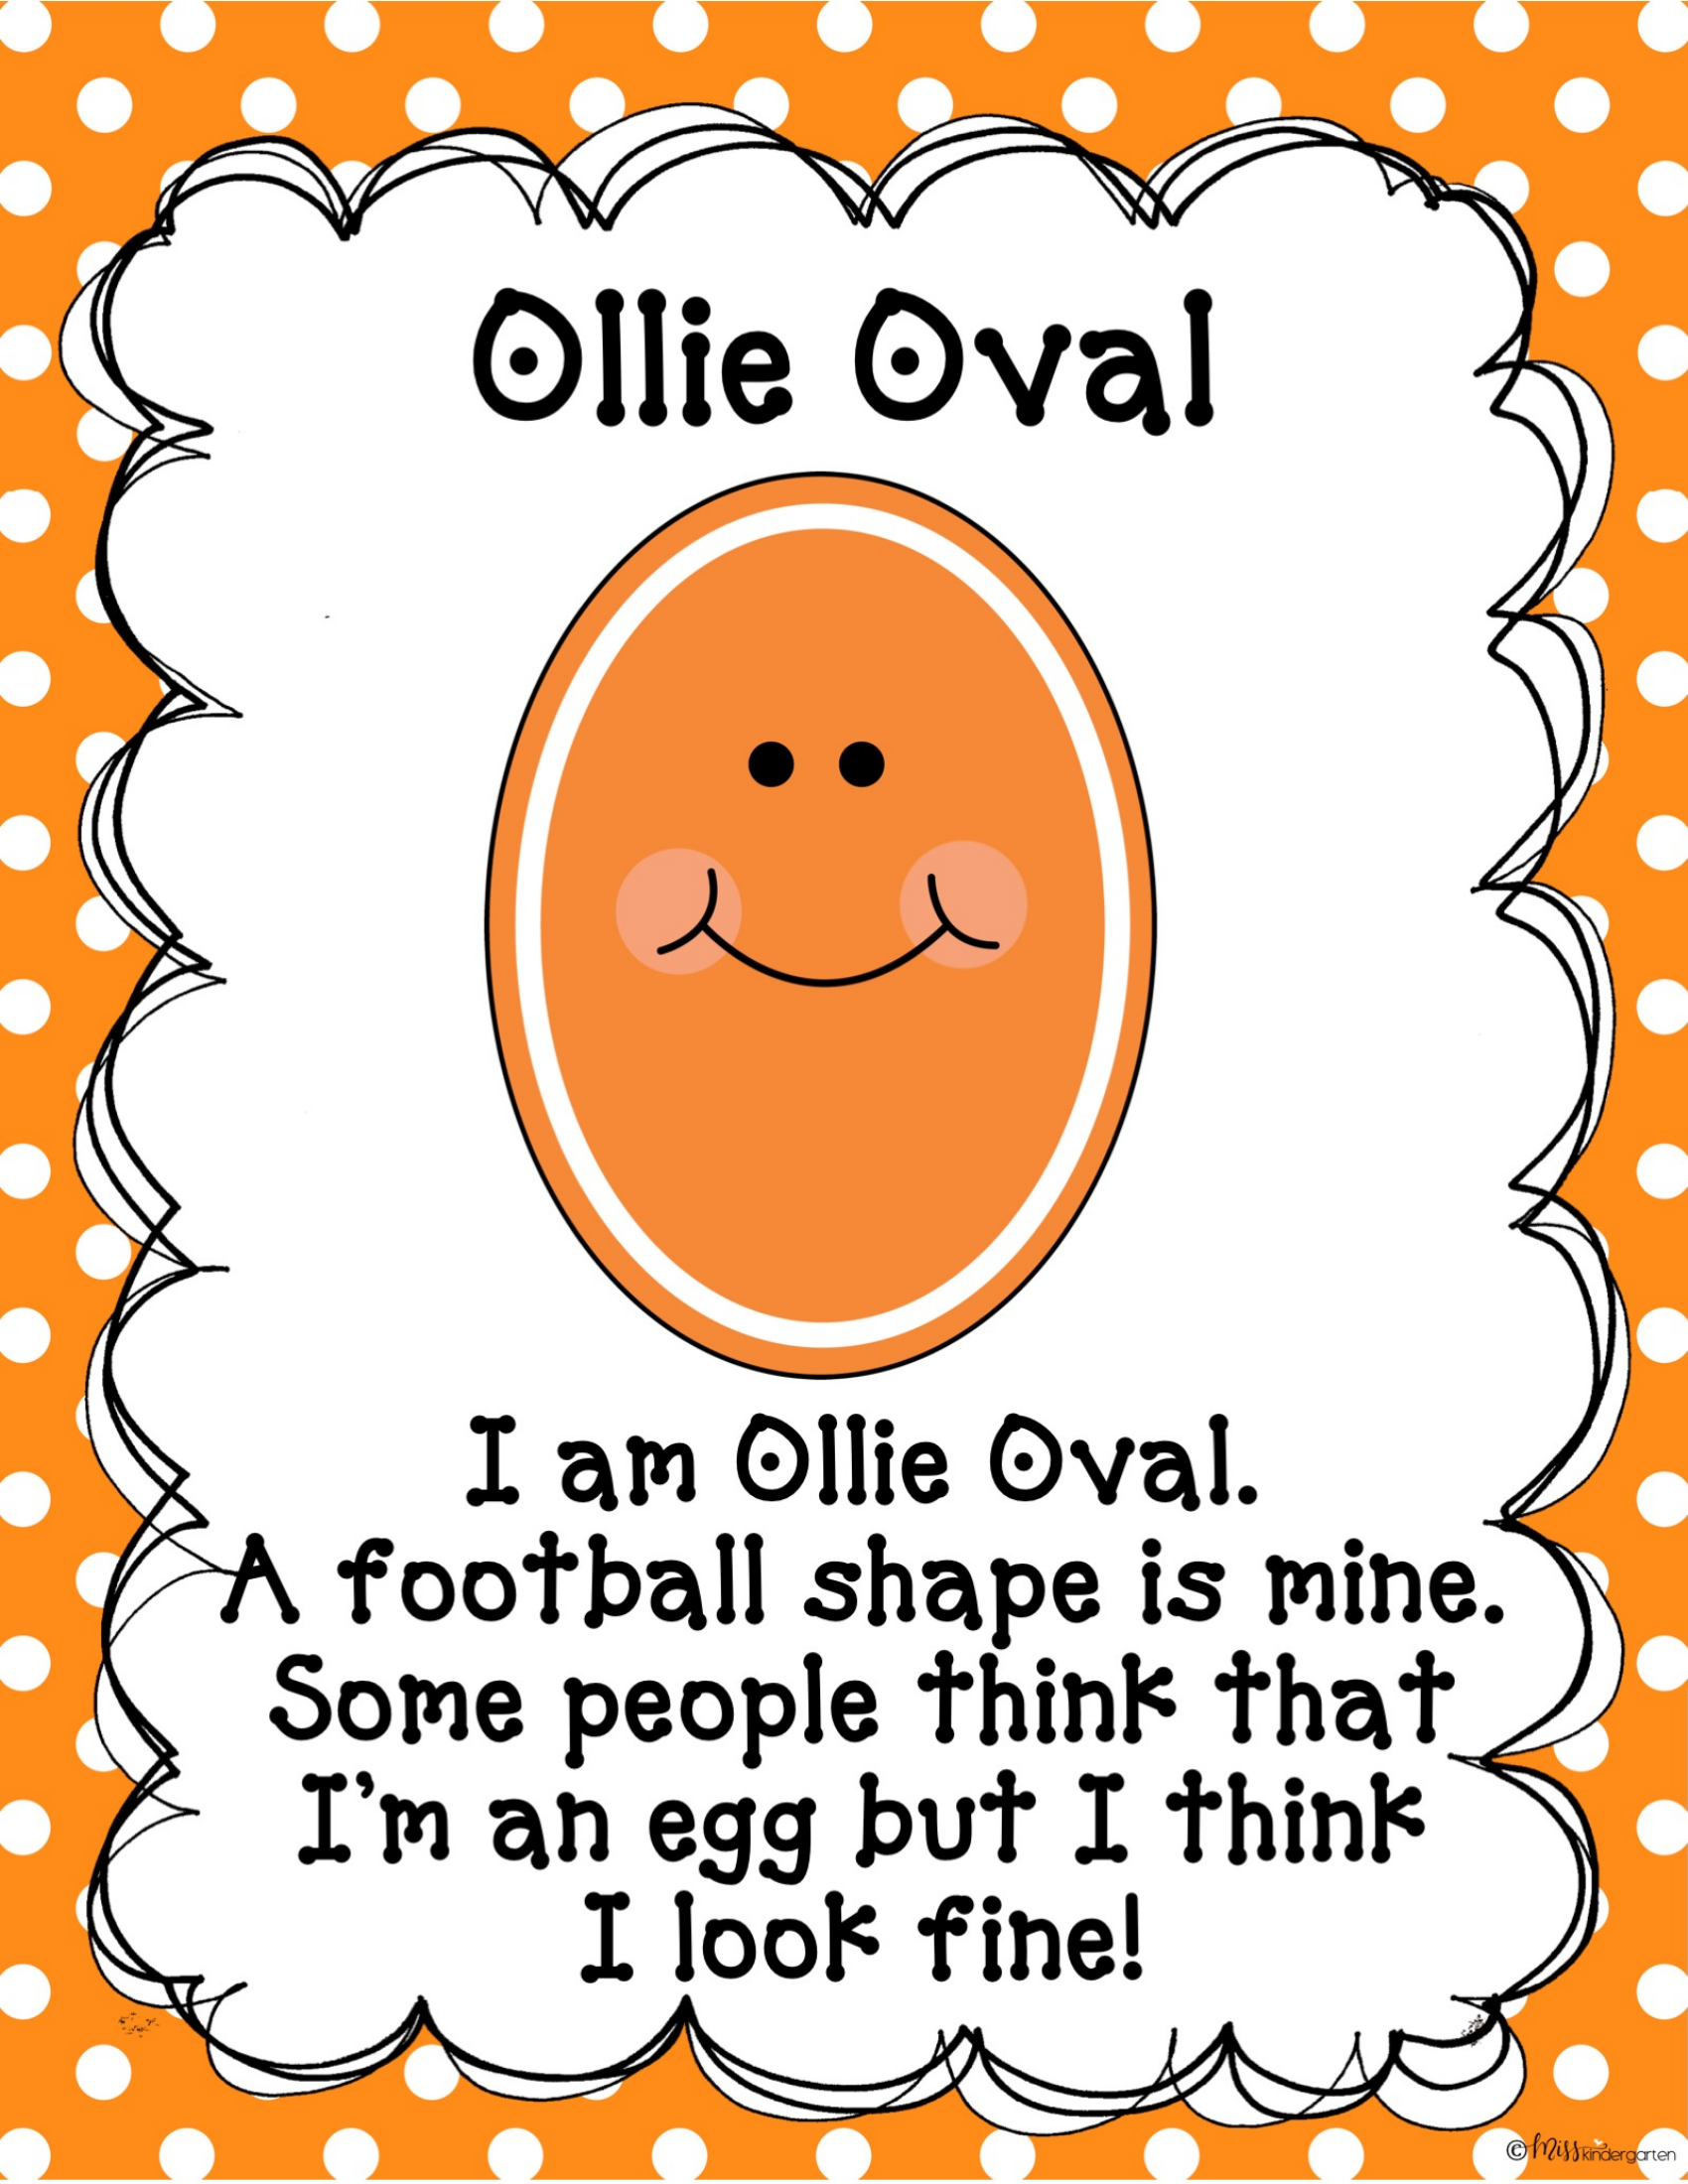 Ollie Oval
I am Ollie Oval.
A football shape is mine.
Some people think that
I'm an egg but I think
I look fine!
© Miss kindergarten